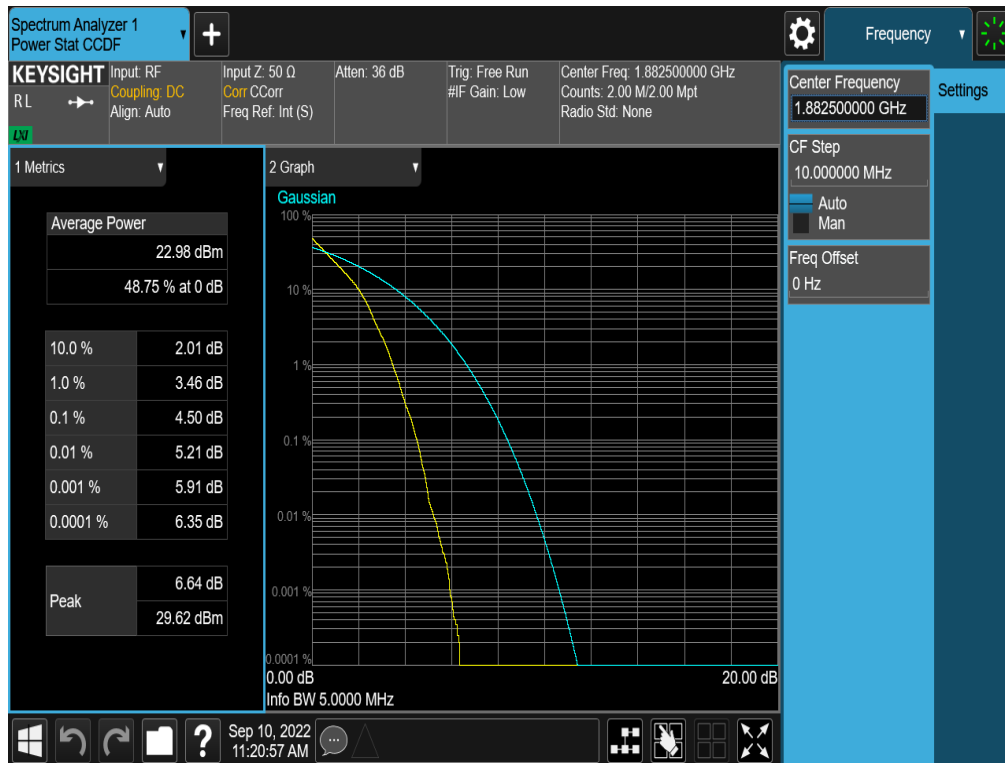 Spectrum Analyzer 1
Power Stat CCDF
+
Frequency
KEYSIGHT
RL
LXI
Input: RF
Coupling: DC
Align: Auto
Input Z: 50 Ω
Corr CCorr
Freq Ref: Int (S)
Atten: 36 dB
Trig: Free Run
#IF Gain: Low
Center Freq: 1.882500000 GHz
Counts: 2.00 M/2.00 Mpt
Radio Std: None
Center Frequency
1.882500000 GHz
Settings
CF Step
10.000000 MHz
Auto
Man
Freq Offset
0 Hz
1 Metrics
Average Power
22.98 dBm
48.75 % at 0 dB
10.0 % 2.01 dB
1.0 % 3.46 dB
0.1 % 4.50 dB
0.01 % 5.21 dB
0.001 % 5.91 dB
0.0001 % 6.35 dB
Peak
6.64 dB
29.62 dBm
2 Graph
Gaussian
100 %
10 %
1 %
0.1 %
0.01 %
0.001 %
0.0001 %
0.00 dB 20.00 dB
Info BW 5.0000 MHz
?
Sep 10, 2022
11:20:57 AM